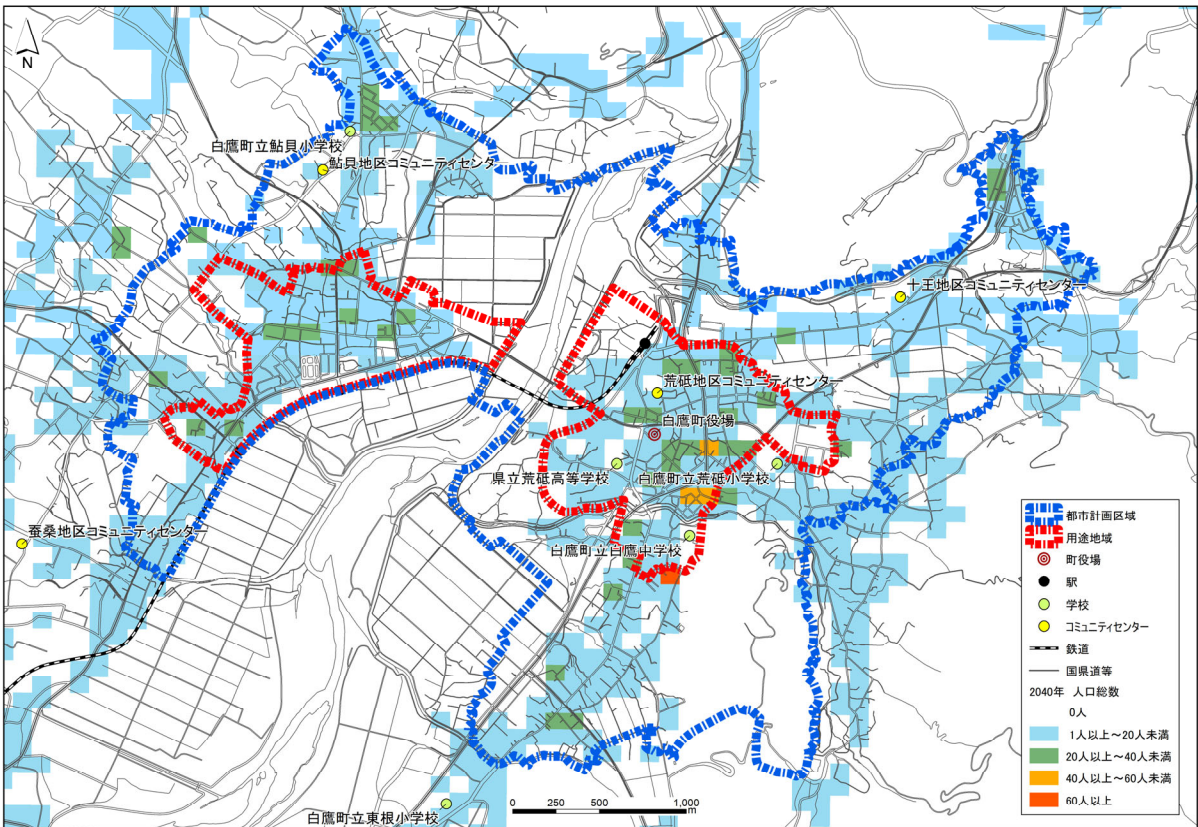 N
白鷹町立鮎貝小学校
鮎貝地区コミュニティセンター
十王地区コミュニティセンター
荒砥地区コミュニティセンター
白鷹町役場
県立荒砥高等学校
白鷹町立荒砥小学校
蚕桑地区コミュニティセンター
白鷹町立白鷹中学校
白鷹町立東根小学校
都市計画区域
用途地域
町役場
駅
学校
コミュニティセンター
鉄道
国県道等
2040年 人口総数
0人
1人以上~20人未満
20人以上~40人未満
40人以上~60人未満
60人以上
0 250 500 1,000
m